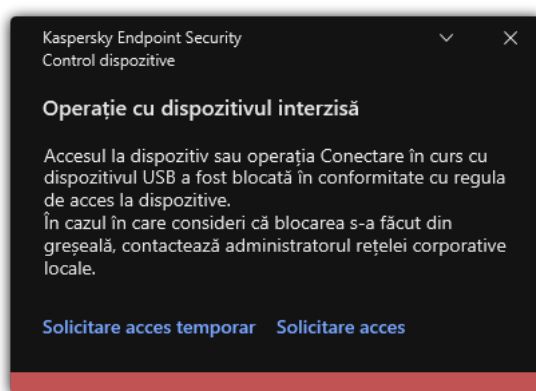 Kaspersky Endpoint Security
Control dispozitive
Operație cu dispozitivul interzisă
Accesul la dispozitiv sau operația Conectare în curs cu
dispozitivul USB a fost blocată în conformitate cu regula
de acces la dispozitive.
În cazul în care consideri că blocarea s-a făcut din
greșeală, contactează administratorul rețelei corporative
locale.
Solicitare acces temporar Solicitare acces